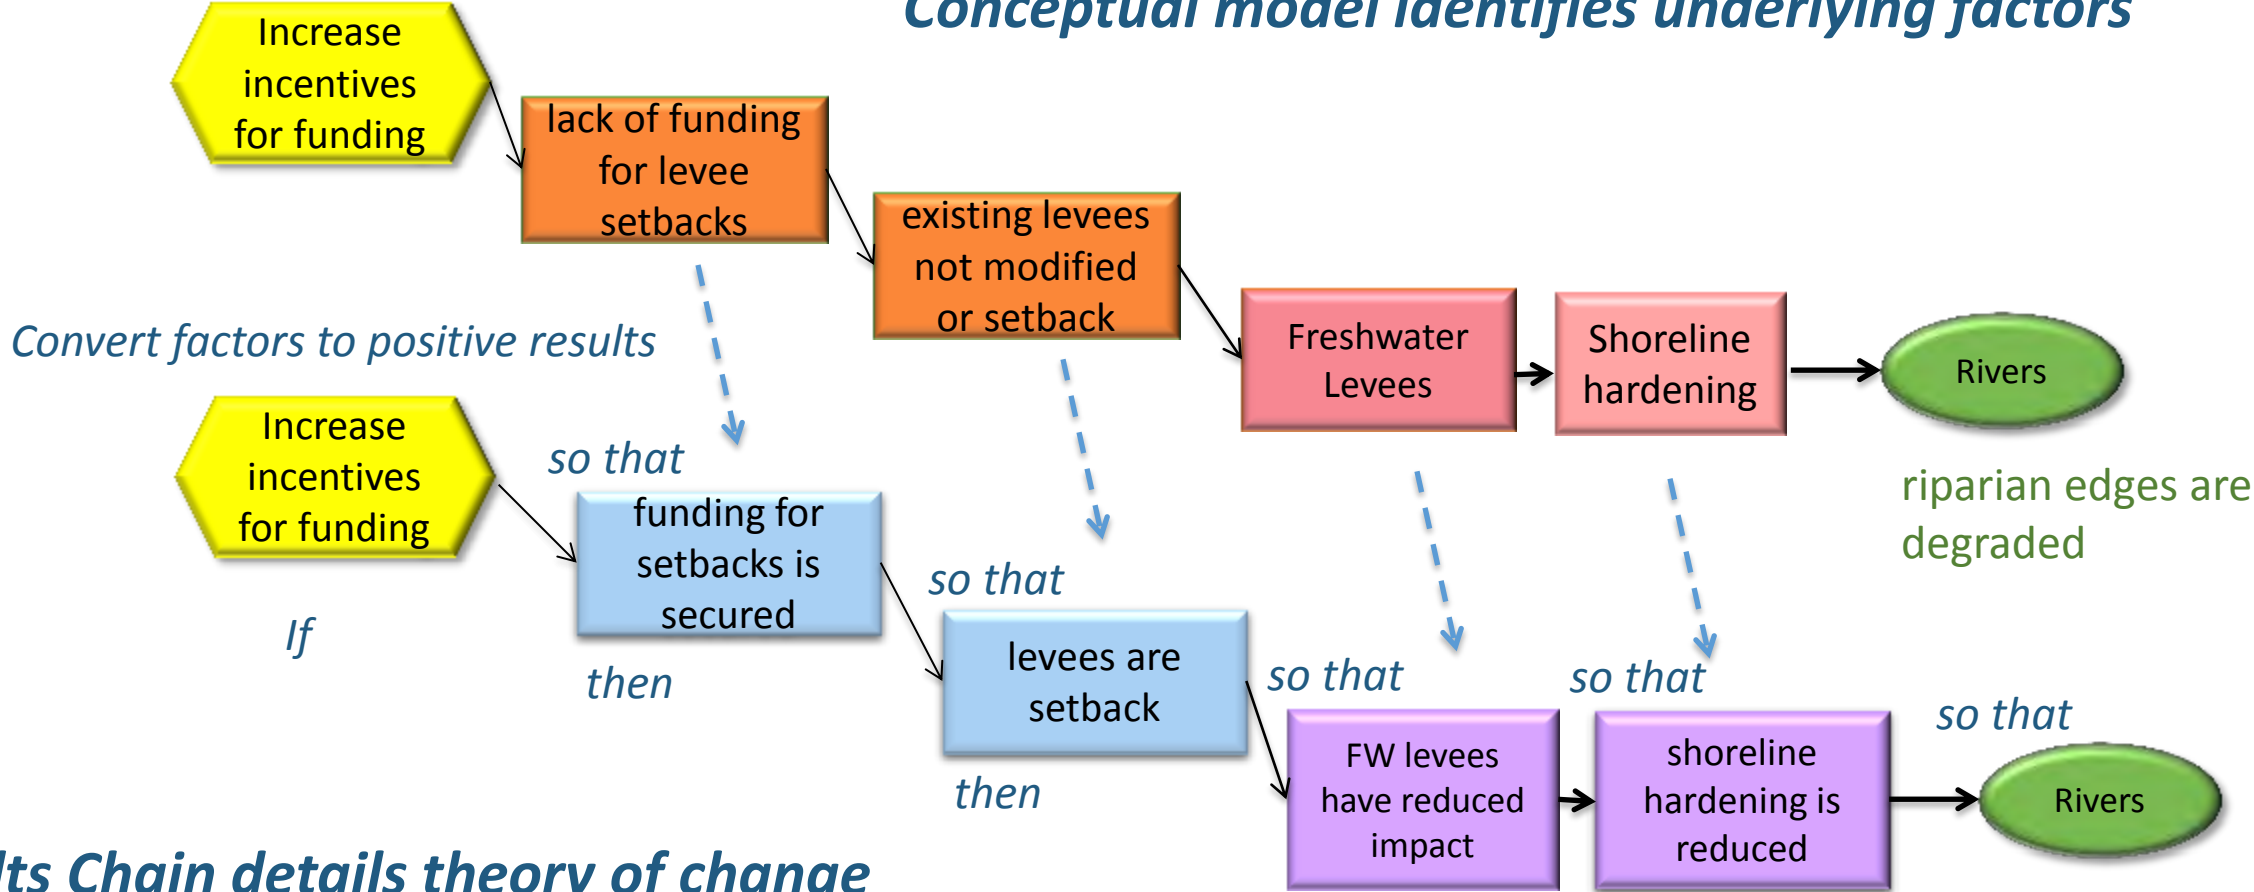 Conceptual model identifies underlying factors
Increase
incentives
for funding
lack of funding
for levee
setbacks
existing levees
not modified
or setback
Freshwater
Levees
Shoreline
hardening
Rivers
riparian edges are
degraded
Convert factors to positive results
Increase
incentives
for funding
If
so that
funding for
setbacks is
secured
then
so that
levees are
setback
then
so that
FW levees
have reduced
impact
so that
shoreline
hardening is
reduced
so that
Rivers
Chain details theory of change